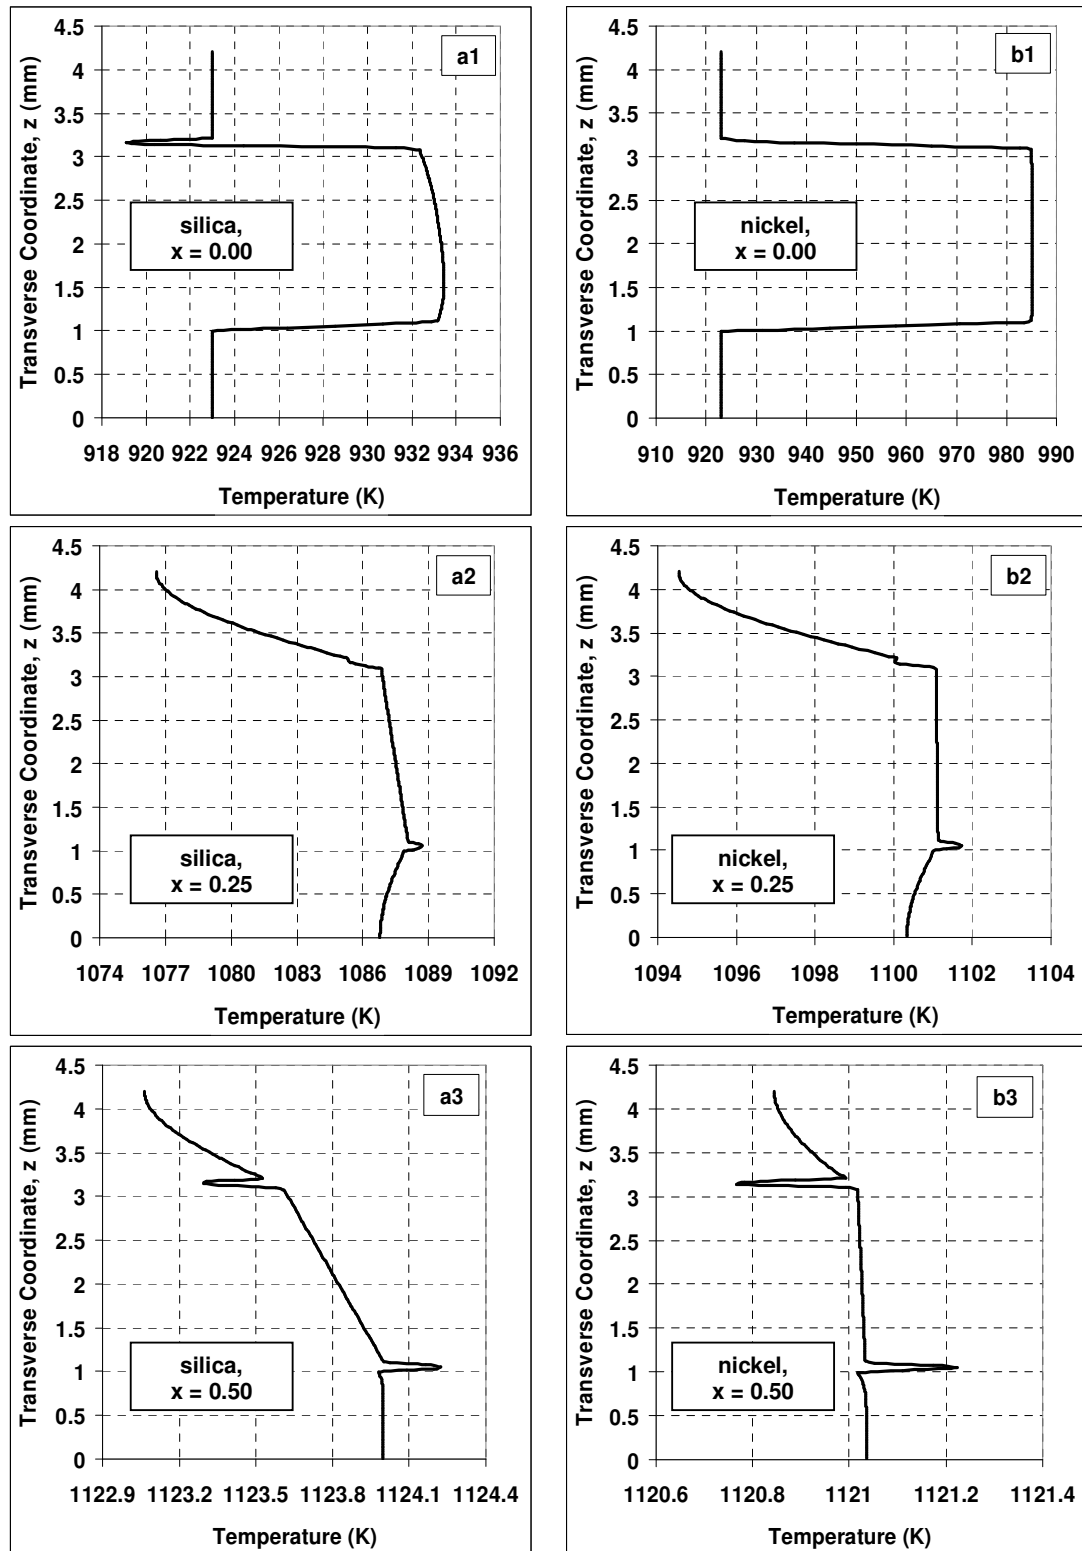 4.5
4
3.5
3
2.5
2
1.5
1
0.5
0
Transverse Coordinate, z (mm)
a1
silica,
x = 0.00
918 920 922 924 926 928 930 932 934 936
Temperature (K)
4.5
4
3.5
3
2.5
2
1.5
1
0.5
0
Transverse Coordinate, z (mm)
b1
nickel,
x = 0.00
910 920 930 940 950 960 970 980 990
Temperature (K)
4.5
4
3.5
3
2.5
2
1.5
1
0.5
0
Transverse Coordinate, z (mm)
a2
silica,
x = 0.25
1074 1077 1080 1083 1086 1089 1092
Temperature (K)
4.5
4
3.5
3
2.5
2
1.5
1
0.5
0
Transverse Coordinate, z (mm)
b2
nickel,
x = 0.25
1094 1096 1098 1100 1102 1104
Temperature (K)
4.5
4
3.5
3
2.5
2
1.5
1
0.5
0
Transverse Coordinate, z (mm)
a3
silica,
x = 0.50
1122.9 1123.2 1123.5 1123.8 1124.1 1124.4
Temperature (K)
4.5
4
3.5
3
2.5
2
1.5
1
0.5
0
Transverse Coordinate, z (mm)
b3
nickel,
x = 0.50
1120.6 1120.8 1121 1121.2 1121.4
Temperature (K)